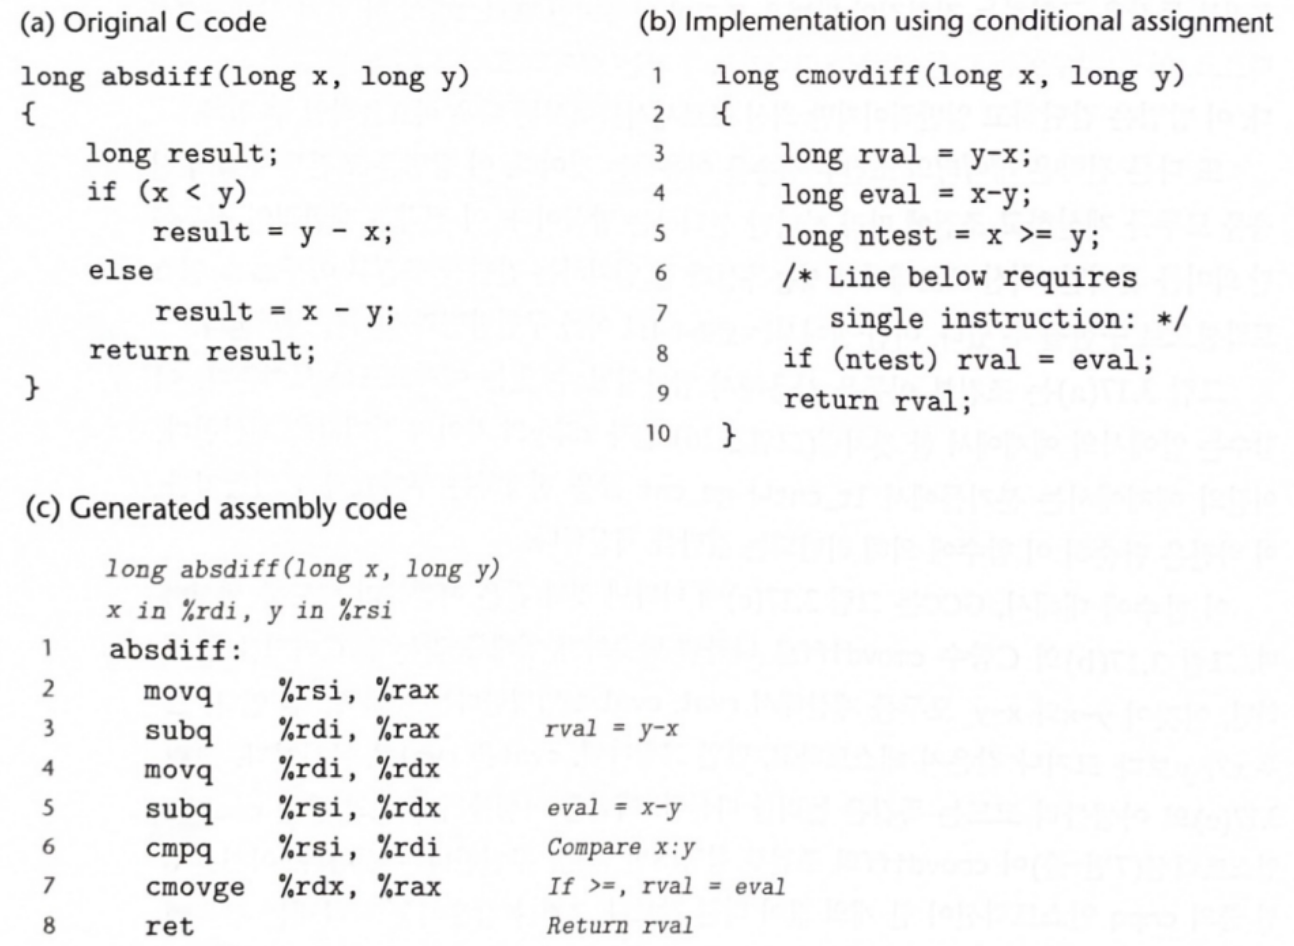 (a) Original C code
long absdiff(long x, long y)
{
    long result;
    if (x < y)
        result = y - x;
    else
        result = x - y;
    return result;
}
(b) Implementation using conditional assignment
1 long cmovdiff(long x, long y)
2 {
3     long rval = y-x;
4     long eval = x-y;
5     long ntest = x >= y;
6     /* Line below requires
7        single instruction: */
8     if (ntest) rval = eval;
9     return rval;
10 }
(c) Generated assembly code
long absdiff(long x, long y)
x in %rdi, y in %rsi
1 absdiff:
2   movq %rsi, %rax
3   subq %rdi, %rax rval = y-x
4   movq %rdi, %rdx
5   subq %rsi, %rdx eval = x-y
6   cmpq %rsi, %rdi Compare x:y
7   cmovge %rdx, %rax If >=, rval = eval
8   ret Return rval